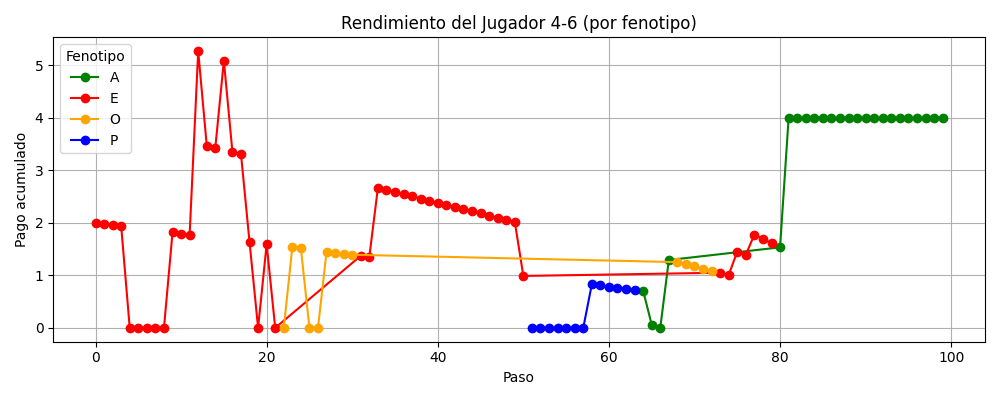 Rendimiento del Jugador 4-6 (por fenotipo)
Fenotipo
A
E
O
P
Pago acumulado
5
4
3
2
1
0
0 20 40 60 80 100
Paso